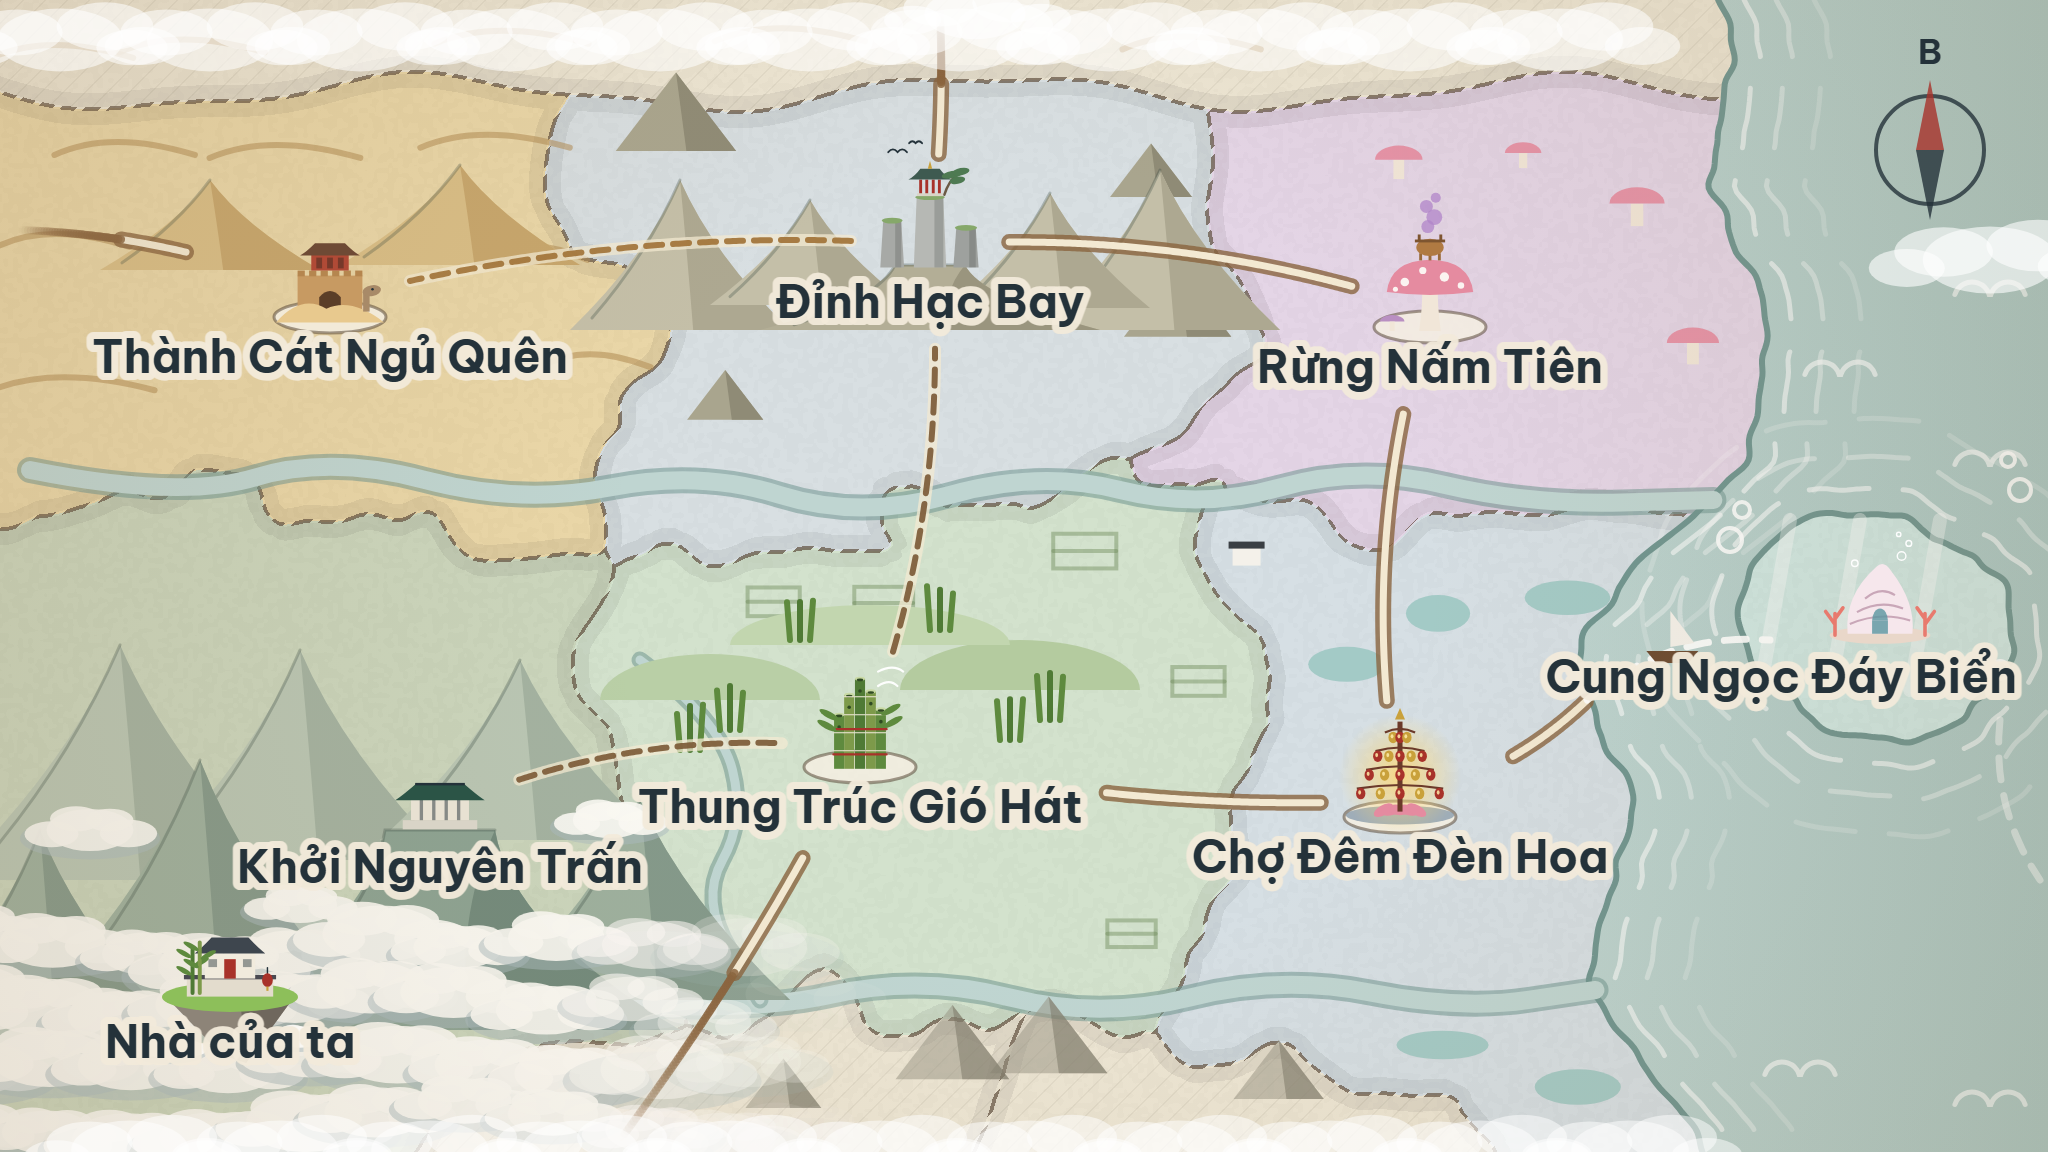 B
Đỉnh Hạc Bay
Thành Cát Ngủ Quên
Rừng Nấm Tiên
Cung Ngọc Đáy Biển
Thung Trúc Gió Hát
Chợ Đêm Đèn Hoa
Khởi Nguyên Trấn
Nhà của ta